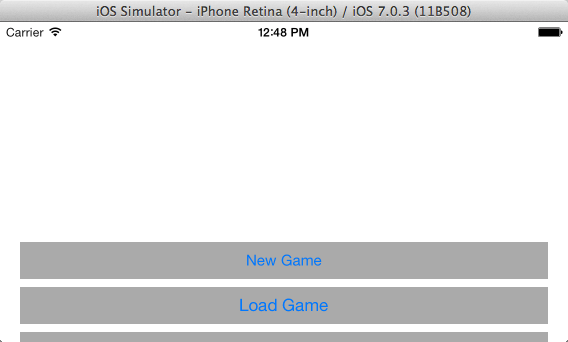 iOS Simulator - iPhone Retina (4-inch) / iOS 7.0.3 (11B508)
Carrier 12:48 PM
New Game
Load Game